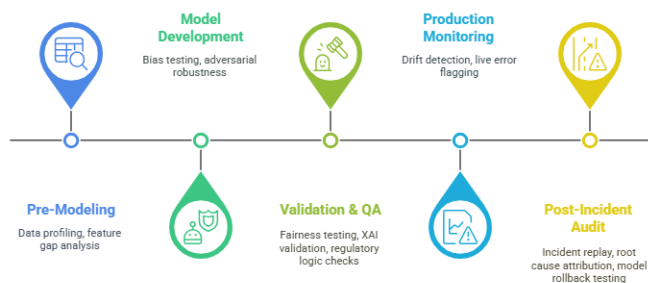 Pre-Modeling
Data profiling, feature
gap analysis
Model
Development
Bias testing, adversarial
robustness
Validation & QA
Fairness testing, XAI
validation, regulatory
logic checks
Production
Monitoring
Drift detection, live error
flagging
Post-Incident
Audit
Incident replay, root
cause attribution, model
rollback testing